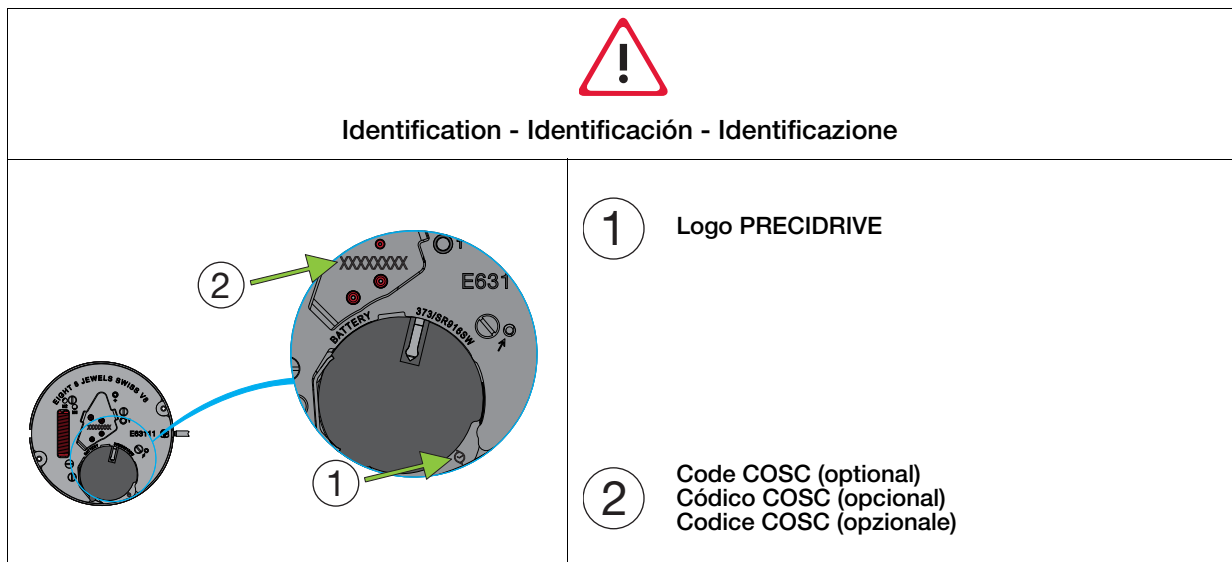 Identification - Identificación - Identificazione
1
Logo PRECIDRIVE
2
Code COSC (optional)
Códico COSC (opcional)
Codice COSC (opzionale)
2
XXXXXXXX
1
E631
BATTERY
373/SR916SW
1
EIGHT 8 JEWELS SWISS V8
XXXXXXXX
E63111